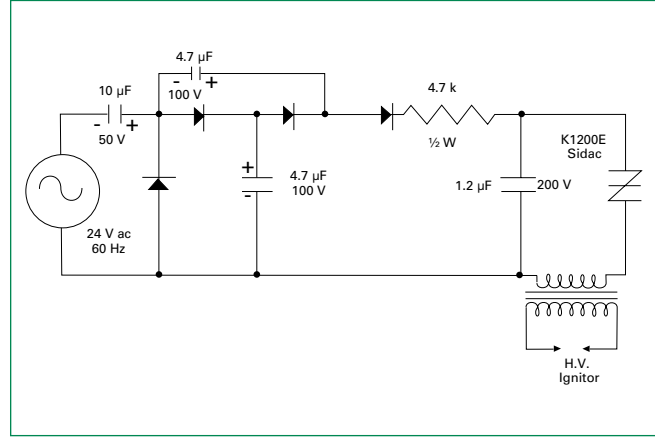 4.7 µF
- +
100 V
10 µF
- +
50 V
4.7 k
½ W
K1200E
Sidac
+
-
4.7 µF
100 V
1.2 µF
200 V
24 V ac
60 Hz
H.V.
Ignitor